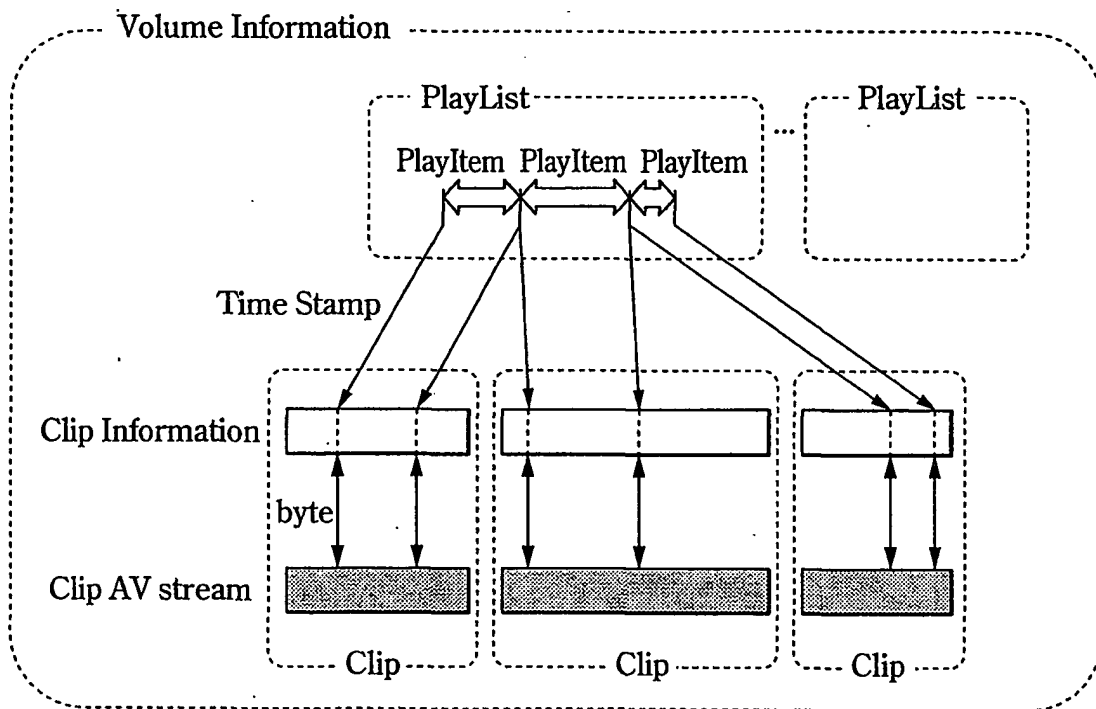 Volume Information
PlayList
PlayList
...
PlayItem PlayItem PlayItem
Time Stamp
Clip Information
byte
Clip AV stream
Clip
Clip
Clip